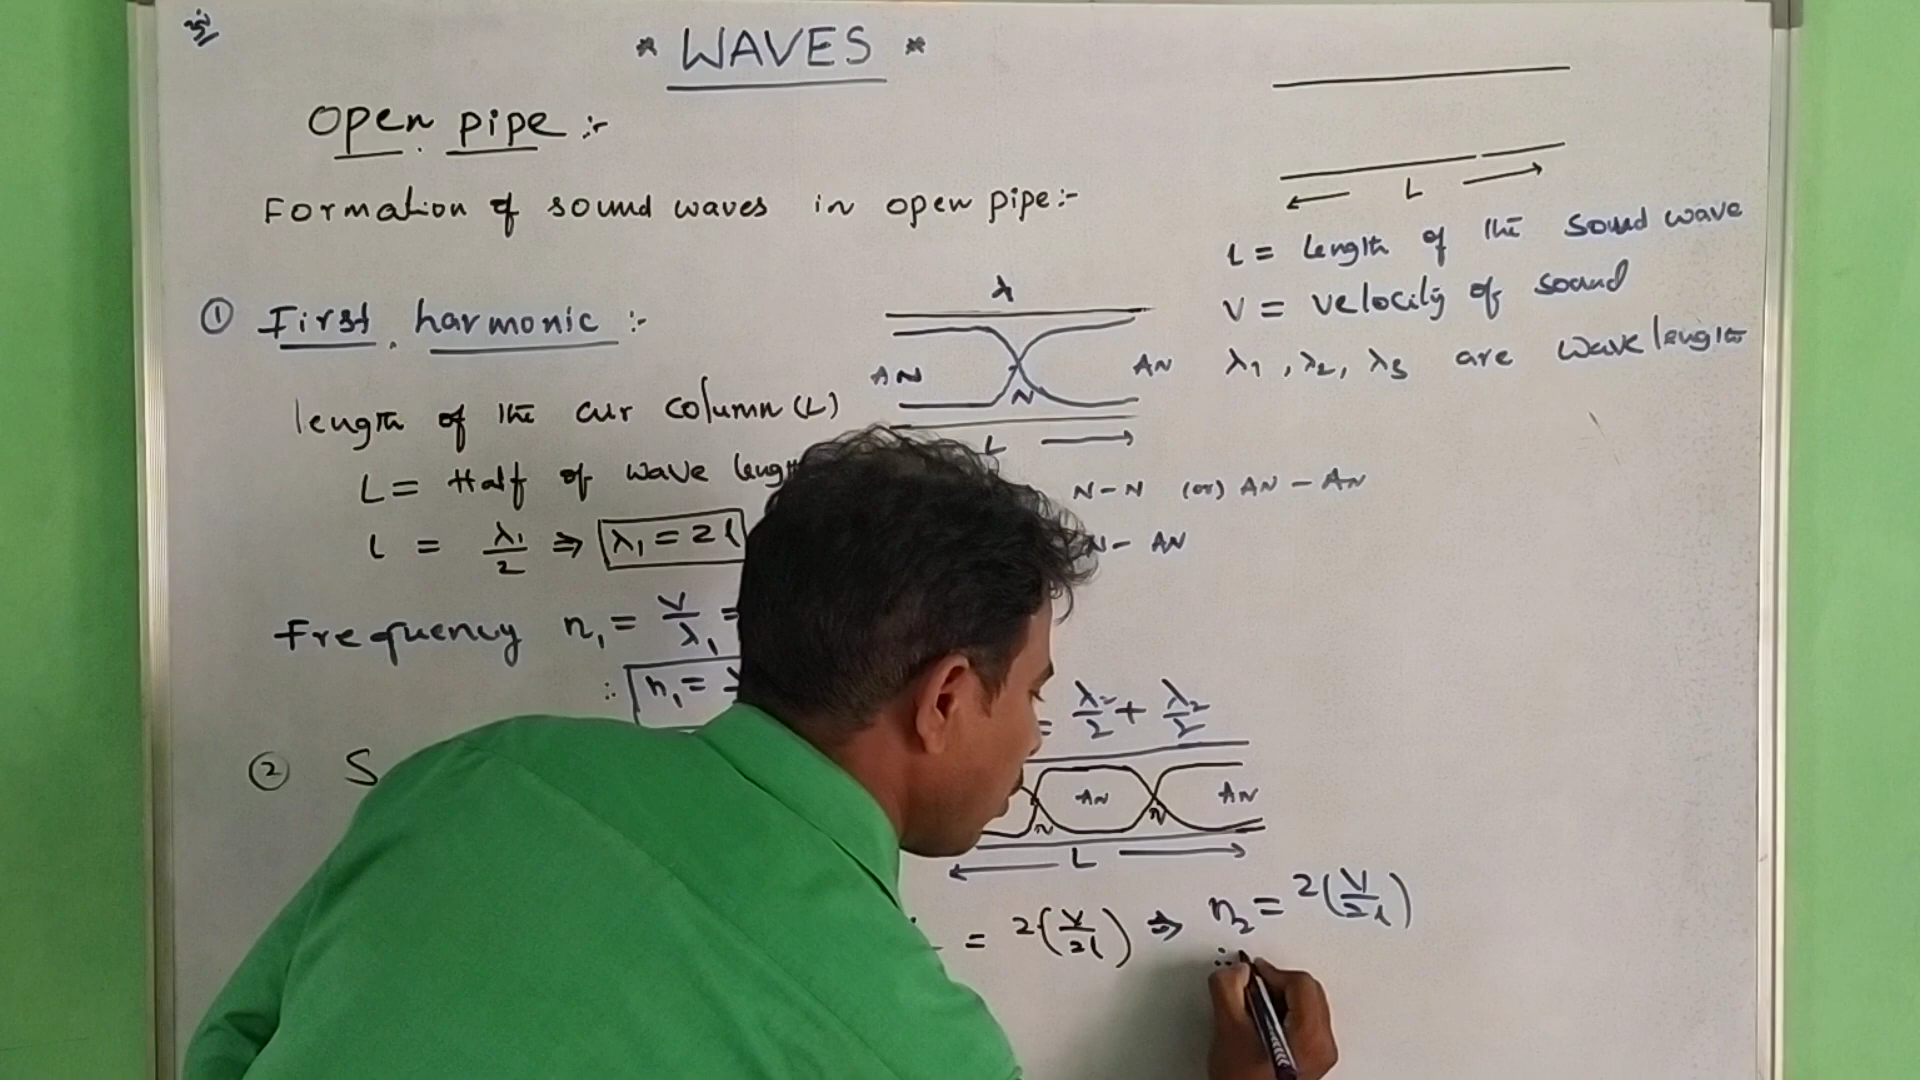 * WAVES *
Open pipe :-
Formation of sound waves in open pipe:-
L
L = Length of the sound wave
V = velocity of sound
λ1, λ2, λ3 are wave length
① First harmonic :-
λ
AN AN
N
L
length of the air column (L)
L = Half of wave leng
l = λ1/2 ⇒ λ1 = 2l
N-N (or) AN - AN
N- AN
Frequency n1 = V/λ1 =
∴ n1 =
② S
= λ2/2 + λ2/2
AN AN
N N
L
= 2(V/2l) ⇒ n2 = 2(V/2l)
∴